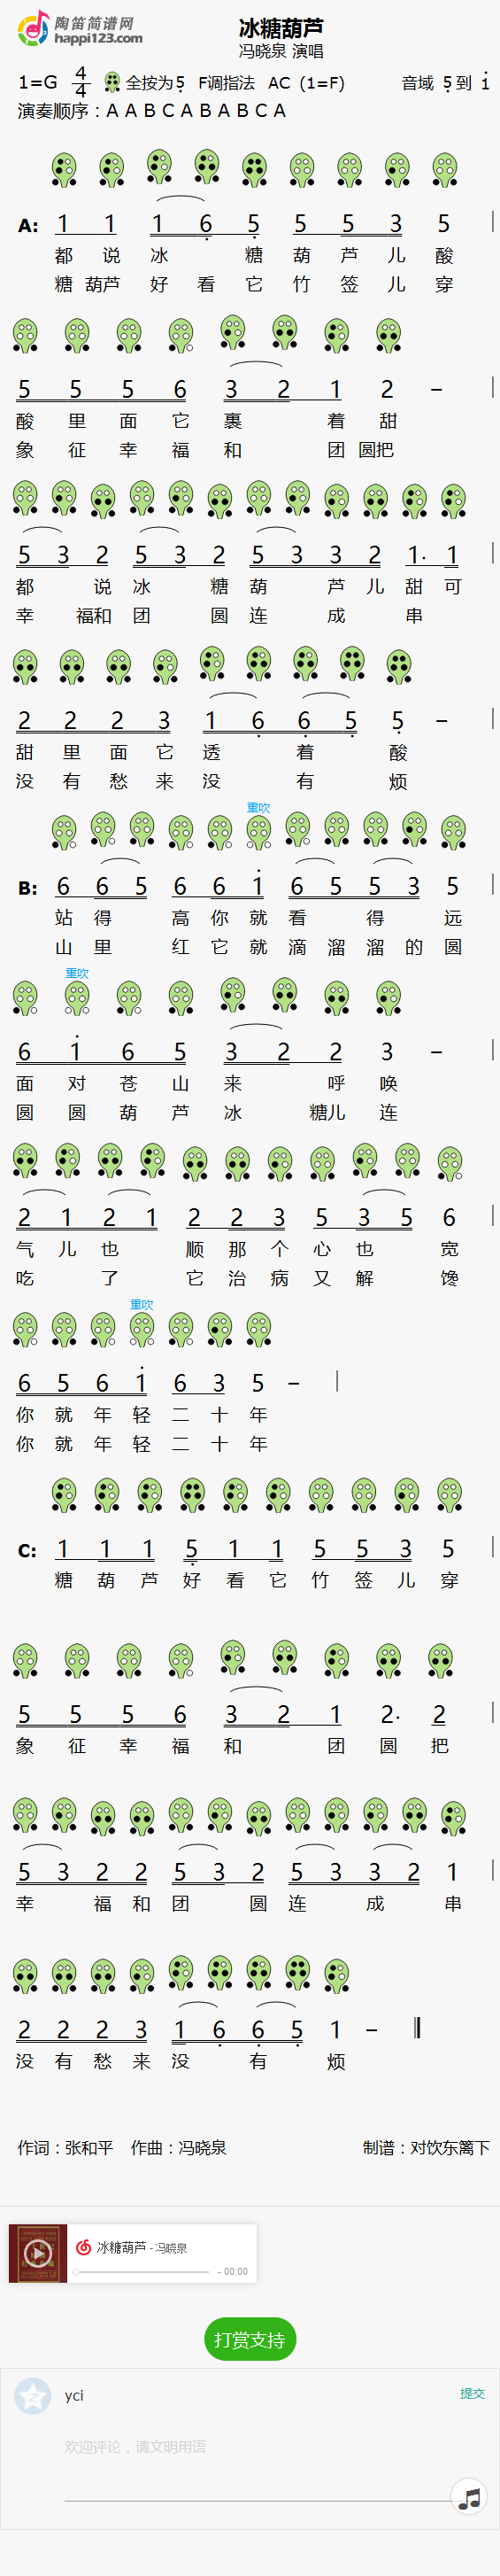 陶笛简谱网
happi123.com
冰糖葫芦
冯晓泉 演唱
1=G 4/4 全按为5 F调指法 AC (1=F) 音域 5到 1
演奏顺序：A A B C A B A B C A
A: 1 1 1 6 5 5 5 3 5
都 说 冰 糖 葫 芦 儿 酸
糖 葫芦 好 看 它 竹 签 儿 穿
5 5 5 6 3 2 1 2 –
酸 里 面 它 裹 着 甜
象 征 幸 福 和 团 圆把
5 3 2 5 3 2 5 3 3 2 1· 1
都 说 冰 糖 葫 芦 儿 甜 可
幸 福和 团 圆 连 成 串
2 2 2 3 1 6 6 5 5 –
甜 里 面 它 透 着 酸
没 有 愁 来 没 有 烦
重吹
B: 6 6 5 6 6 1 6 5 5 3 5
站 得 高 你 就 看 得 远
山 里 红 它 就 滴 溜 溜 的 圆
重吹
6 1 6 5 3 2 2 3 –
面 对 苍 山 来 呼 唤
圆 圆 葫 芦 冰 糖儿 连
2 1 2 1 2 2 3 5 3 5 6
气 儿 也 顺 那 个 心 也 宽
吃 了 它 治 病 又 解 馋
重吹
6 5 6 1 6 3 5 –
你 就 年 轻 二 十 年
你 就 年 轻 二 十 年
C: 1 1 1 5 1 1 5 5 3 5
糖 葫 芦 好 看 它 竹 签 儿 穿
5 5 5 6 3 2 1 2· 2
象 征 幸 福 和 团 圆 把
5 3 2 2 5 3 2 5 3 3 2 1
幸 福 和 团 圆 连 成 串
2 2 2 3 1 6 6 5 1 –
没 有 愁 来 没 有 烦
作词：张和平 作曲：冯晓泉 制谱：对饮东篱下
冰糖葫芦 - 冯晓泉
- 00:00
打赏支持
yci 提交
欢迎评论，请文明用语